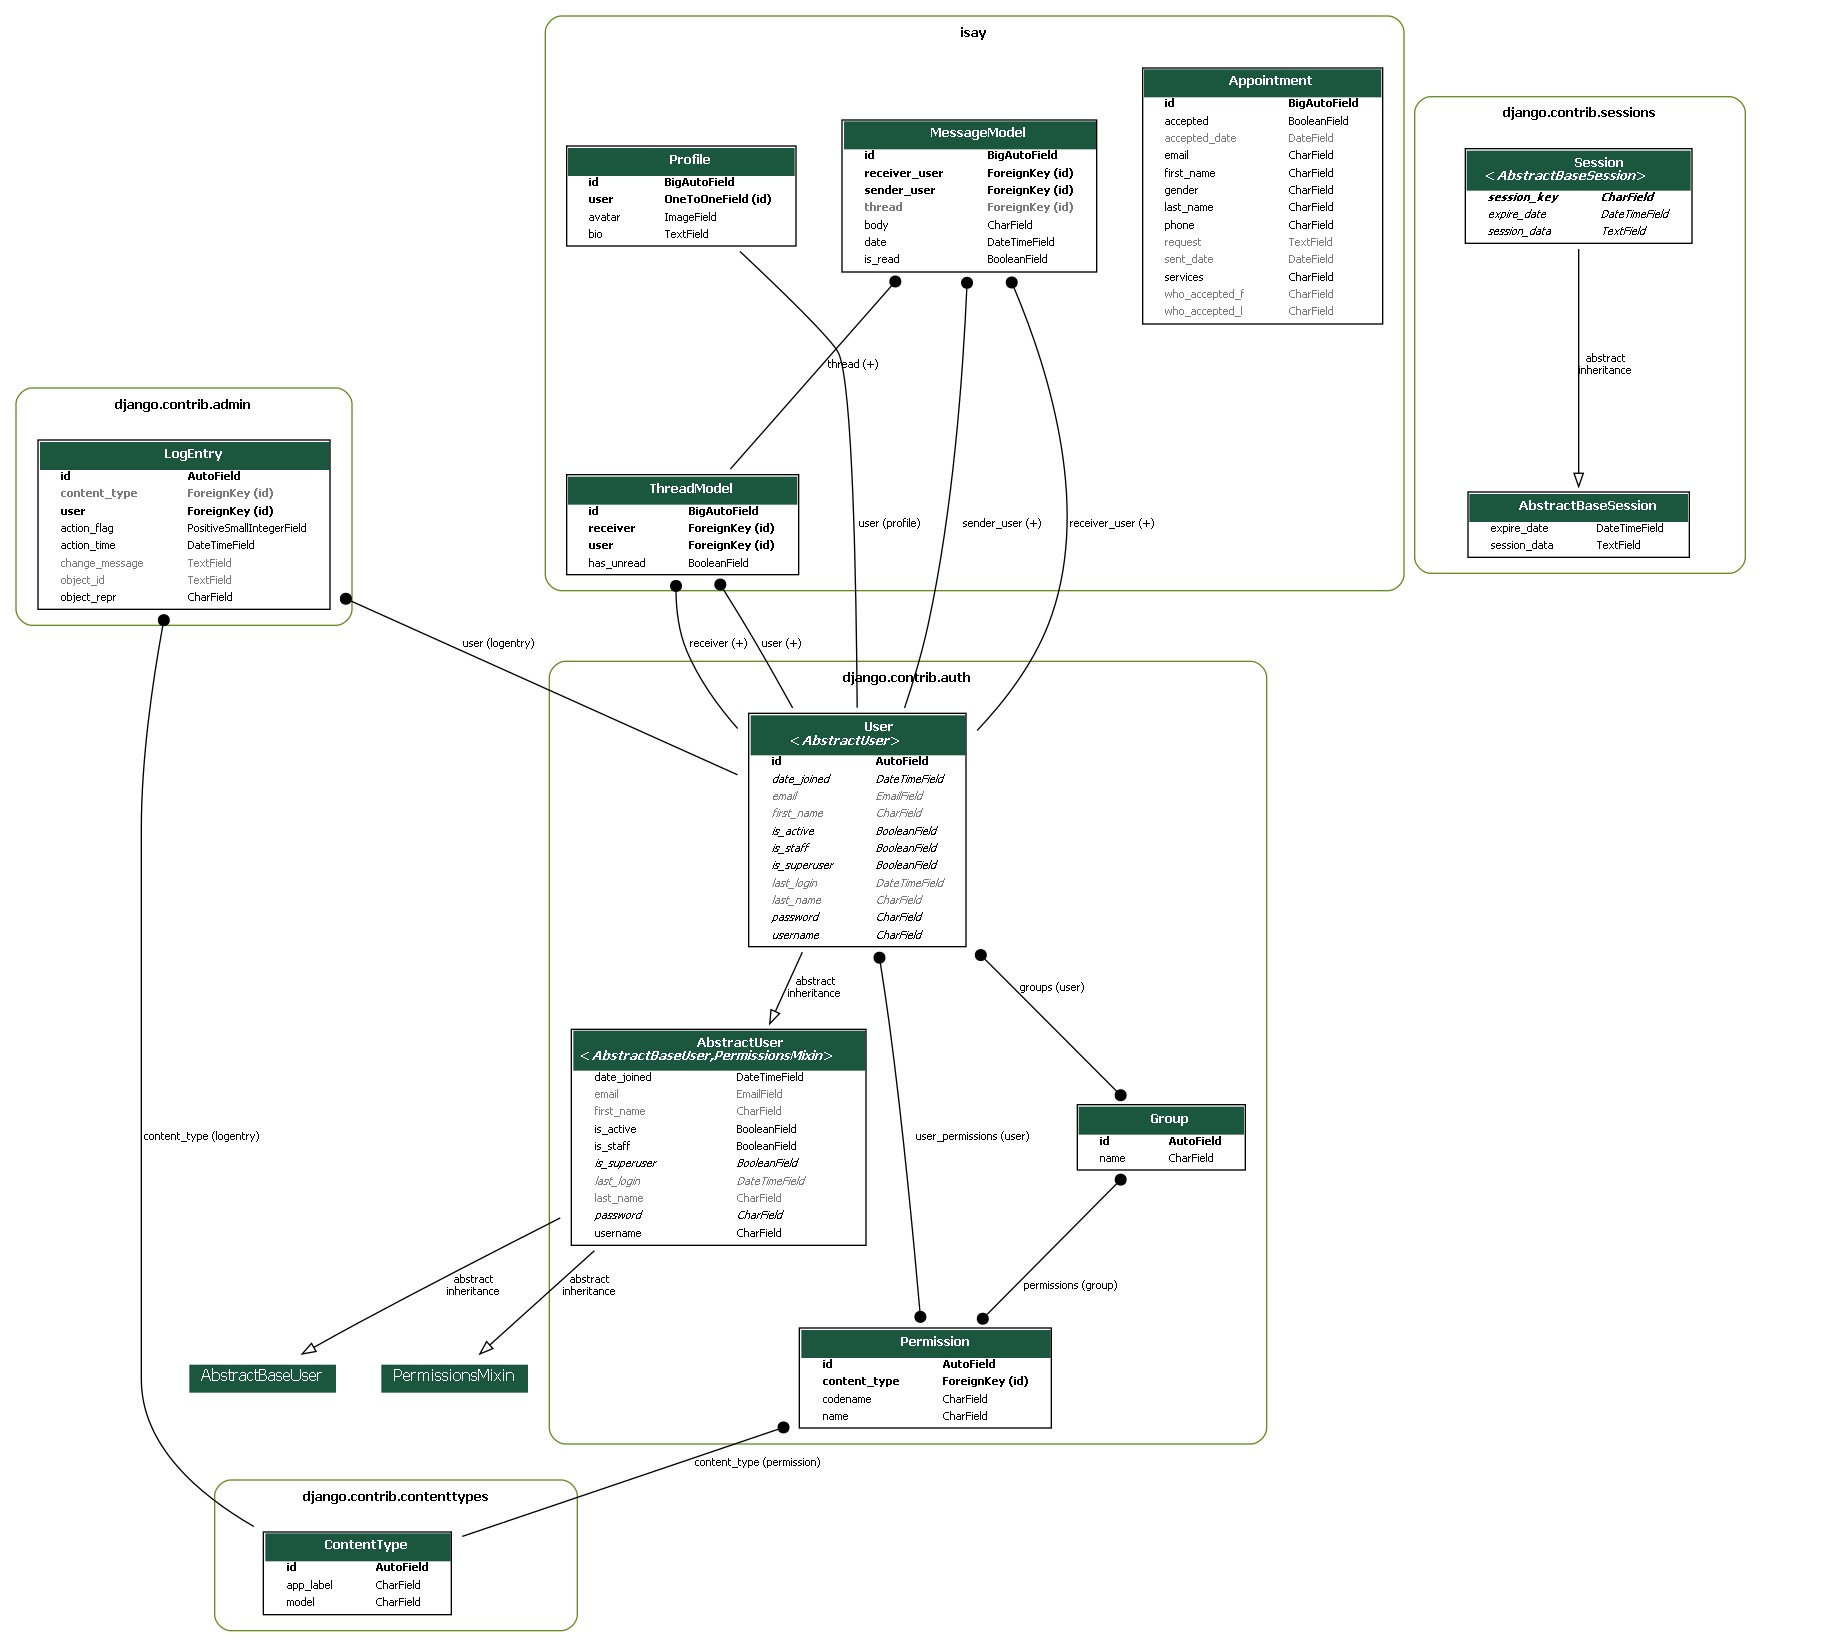 isay
Appointment
id BigAutoField
accepted BooleanField
accepted_date DateField
email CharField
first_name CharField
gender CharField
last_name CharField
phone CharField
request TextField
sent_date DateField
services CharField
who_accepted_f CharField
who_accepted_l CharField
MessageModel
id BigAutoField
receiver_user ForeignKey (id)
sender_user ForeignKey (id)
thread ForeignKey (id)
body CharField
date DateTimeField
is_read BooleanField
Profile
id BigAutoField
user OneToOneField (id)
avatar ImageField
bio TextField
django.contrib.sessions
Session
<AbstractBaseSession>
session_key CharField
expire_date DateTimeField
session_data TextField
abstract
inheritance
AbstractBaseSession
expire_date DateTimeField
session_data TextField
thread (+)
django.contrib.admin
LogEntry
id AutoField
content_type ForeignKey (id)
user ForeignKey (id)
action_flag PositiveSmallIntegerField
action_time DateTimeField
change_message TextField
object_id TextField
object_repr CharField
ThreadModel
id BigAutoField
receiver ForeignKey (id)
user ForeignKey (id)
has_unread BooleanField
user (profile)
sender_user (+)
receiver_user (+)
user (logentry)
receiver (+)
user (+)
django.contrib.auth
User
<AbstractUser>
id AutoField
date_joined DateTimeField
email EmailField
first_name CharField
is_active BooleanField
is_staff BooleanField
is_superuser BooleanField
last_login DateTimeField
last_name CharField
password CharField
username CharField
abstract
inheritance
groups (user)
AbstractUser
<AbstractBaseUser,PermissionsMixin>
date_joined DateTimeField
email EmailField
first_name CharField
is_active BooleanField
is_staff BooleanField
is_superuser BooleanField
last_login DateTimeField
last_name CharField
password CharField
username CharField
content_type (logentry)
user_permissions (user)
Group
id AutoField
name CharField
abstract
inheritance
abstract
inheritance
permissions (group)
AbstractBaseUser
PermissionsMixin
Permission
id AutoField
content_type ForeignKey (id)
codename CharField
name CharField
content_type (permission)
django.contrib.contenttypes
ContentType
id AutoField
app_label CharField
model CharField